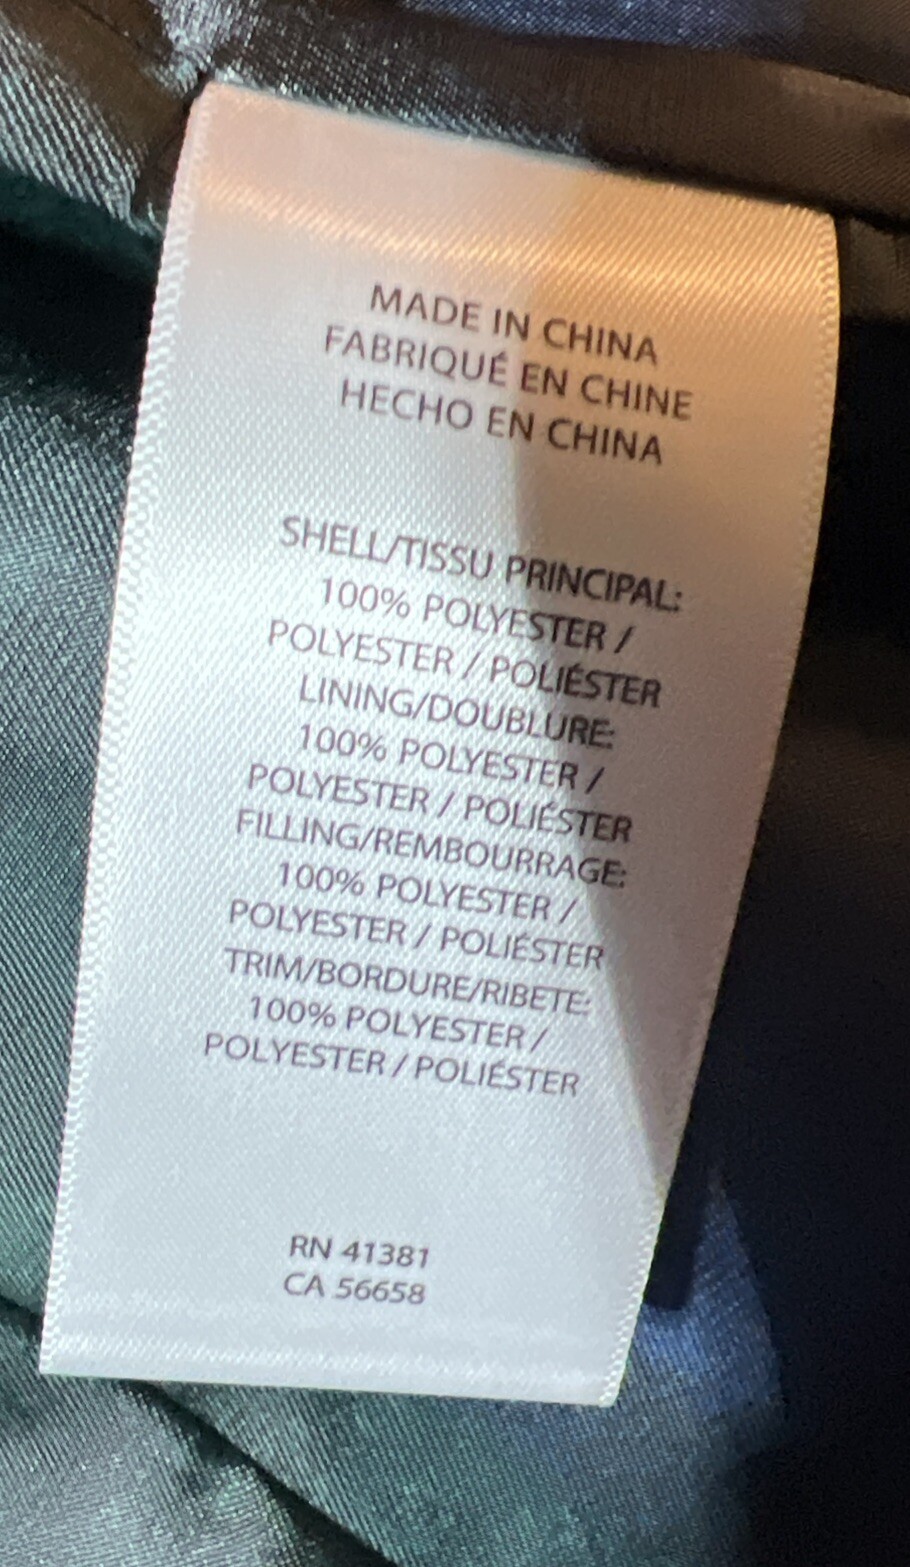 MADE IN CHINA
FABRIQUÉ EN CHINE
HECHO EN CHINA
SHELL/TISSU PRINCIPAL:
100% POLYESTER /
POLYESTER / POLIÉSTER
LINING/DOUBLURE:
100% POLYESTER /
POLYESTER / POLIÉSTER
FILLING/REMBOURRAGE:
100% POLYESTER /
POLYESTER / POLIÉSTER
TRIM/BORDURE/RIBETE:
100% POLYESTER /
POLYESTER / POLIÉSTER
RN 41381
CA 56658